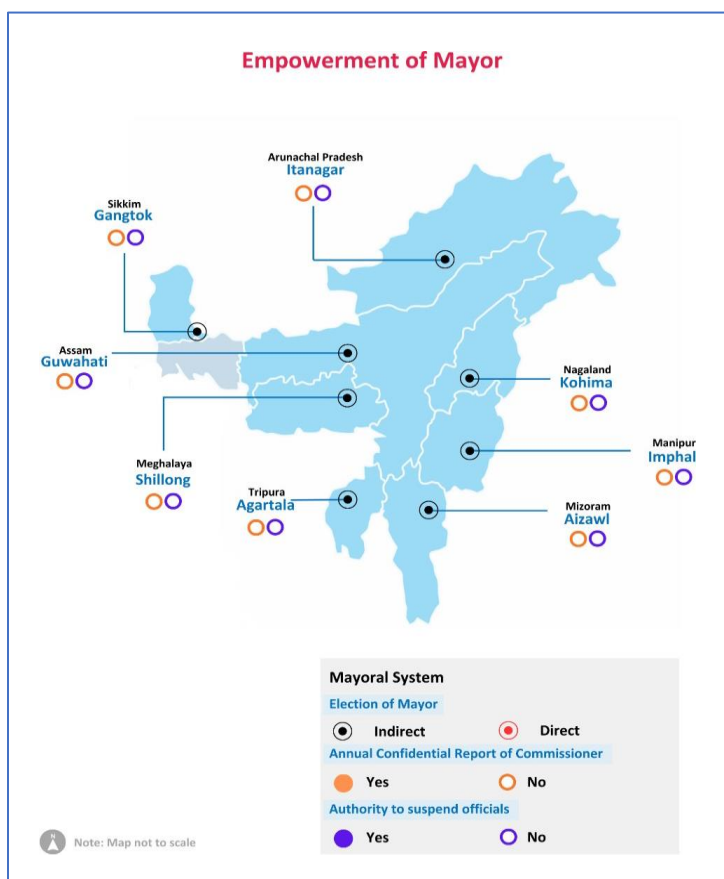 Empowerment of Mayor
Arunachal Pradesh
Itanagar
Sikkim
Gangtok
Assam
Guwahati
Nagaland
Kohima
Meghalaya
Shillong
Manipur
Imphal
Tripura
Agartala
Mizoram
Aizawl
Mayoral System
Election of Mayor
Indirect Direct
Annual Confidential Report of Commissioner
Yes No
Authority to suspend officials
Yes No
N
Note: Map not to scale